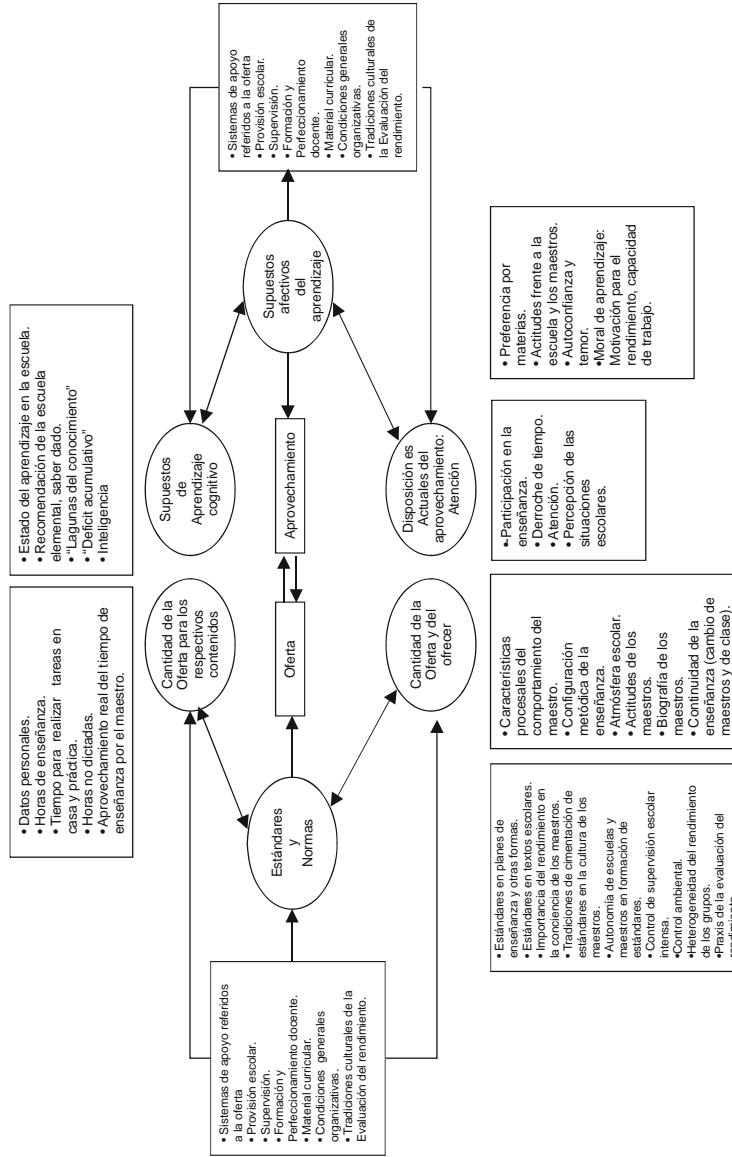 • Sistemas de apoyo
referidos a la oferta
• Provisión escolar.
• Supervisión.
• Formación y
Perfeccionamiento
docente.
• Material curricular.
• Condiciones generales
organizativas.
• Tradiciones culturales de
la Evaluación del
rendimiento.
Supuestos
afectivos
del
aprendizaje
• Estado del aprendizaje en la escuela.
• Recomendación de la escuela
elemental, saber dado.
• "Lagunas del conocimiento"
• "Deficit acumulativo"
• Inteligencia
Supuestos
de
Aprendizaje
cognitivo
Aprovechamiento
Disposición es
Actuales del
aprovechamiento:
Atención
• Preferencia por
materias.
• Actitudes frente a la
escuela y los maestros.
• Autoconfianza y
temor.
•Moral de aprendizaje:
Motivación para el
rendimiento, capacidad
de trabajo.
•-Participación en la
enseñanza.
• Derroche de tiempo.
• Atención.
• Percepción de las
situaciones
escolares.
• Datos personales.
• Horas de enseñanza.
• Tiempo para realizar tareas en
casa y práctica.
• Horas no dictadas.
• Aprovechamiento real del tiempo de
enseñanza por el maestro.
Cantidad de la
Oferta para los
respectivos
contenidos
Oferta
Cantidad de la
Oferta y del
ofrecer
• Características
procesales del
comportamiento del
maestro.
• Configuración
metódica de la
enseñanza.
• Atmósfera escolar.
• Actitudes de los
maestros.
• Biografía de los
maestros.
• Continuidad de la
enseñanza (cambio de
maestros y de clase).
Estándares
y
Normas
• Sistemas de apoyo referidos
a la oferta
• Provisión escolar.
• Supervisión.
• Formación y
Perfeccionamiento docente.
• Material curricular.
• Condiciones generales
organizativas.
• Tradiciones culturales de la
Evaluación del rendimiento.
• Estándares en planes de
enseñanza y otras formas.
• Estándares en textos escolares.
• Importancia del rendimiento en
la conciencia de los maestros.
• Tradiciones de cimentación de
estándares en la cultura de los
maestros.
• Autonomía de escuelas y
maestros en formación de
estándares.
• Control de supervisión escolar
intensa.
•Control ambiental.
•Heterogeneidad del rendimiento
de los grupos.
•Praxis de la evaluación del